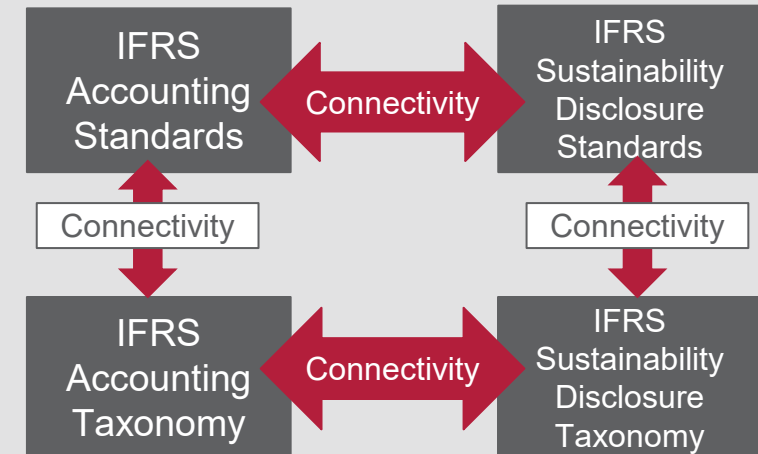 IFRS
Accounting
Standards
Connectivity
IFRS
Sustainability
Disclosure
Standards
Connectivity
Connectivity
IFRS
Accounting
Taxonomy
Connectivity
IFRS
Sustainability
Disclosure
Taxonomy